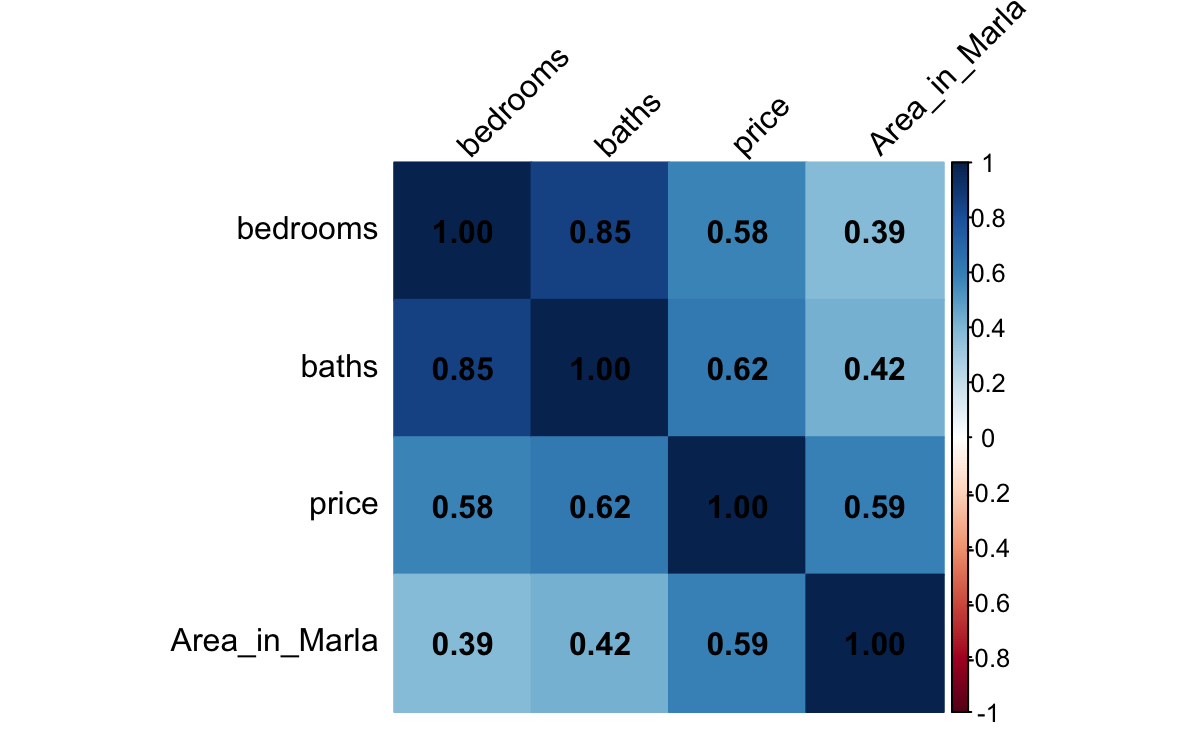 bedrooms baths price Area_in_Marla
bedrooms 1.00 0.85 0.58 0.39
baths 0.85 1.00 0.62 0.42
price 0.58 0.62 1.00 0.59
Area_in_Marla 0.39 0.42 0.59 1.00
1
0.8
0.6
0.4
0.2
0
-0.2
-0.4
-0.6
-0.8
-1